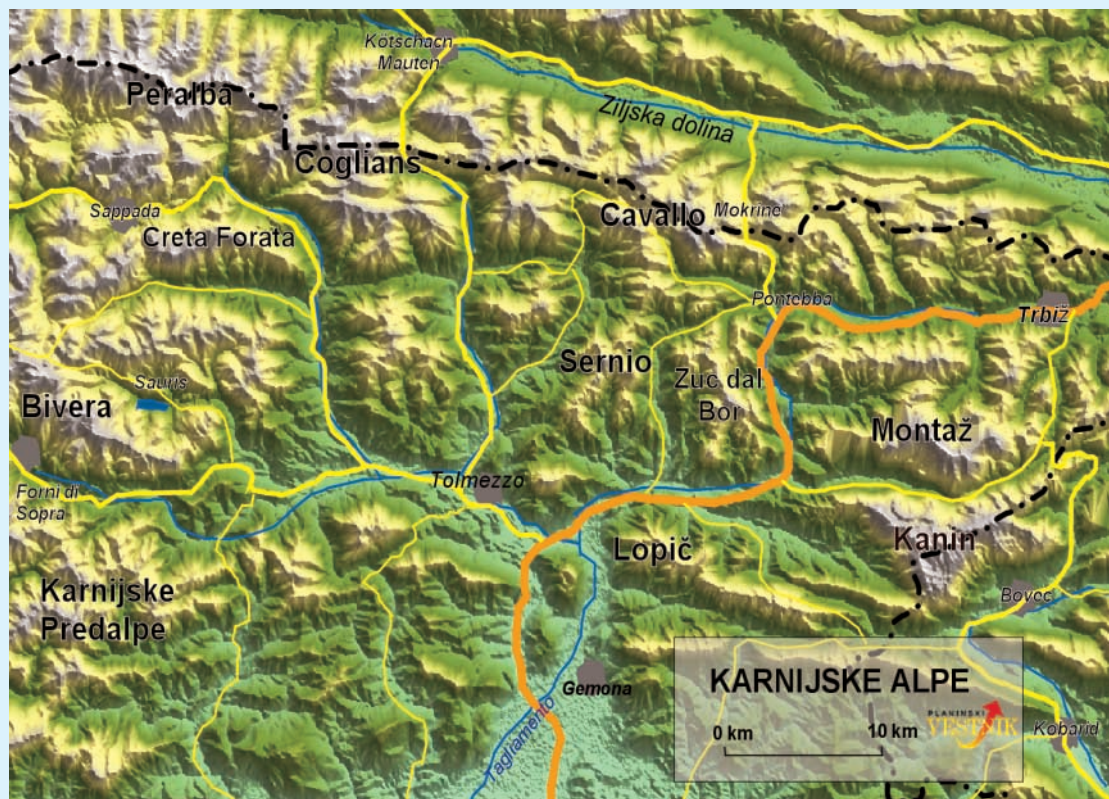 Kötschach
Mauten
Peralba
Ziljska dolina
Coglians
Sappada
Creta Forata
Cavallo
Mokrine
Pontebba
Trbiž
Sernio
Zuc dal
Bor
Sauris
Bivera
Montaž
Forni di
Sopra
Tolmezzo
Lopič
Kanin
Karnijske
Predalpe
Bovec
Gemona
Tagliamento
KARNIJSKE ALPE
PLANINSKI
VESTNIK
0 km
10 km
Kobarid